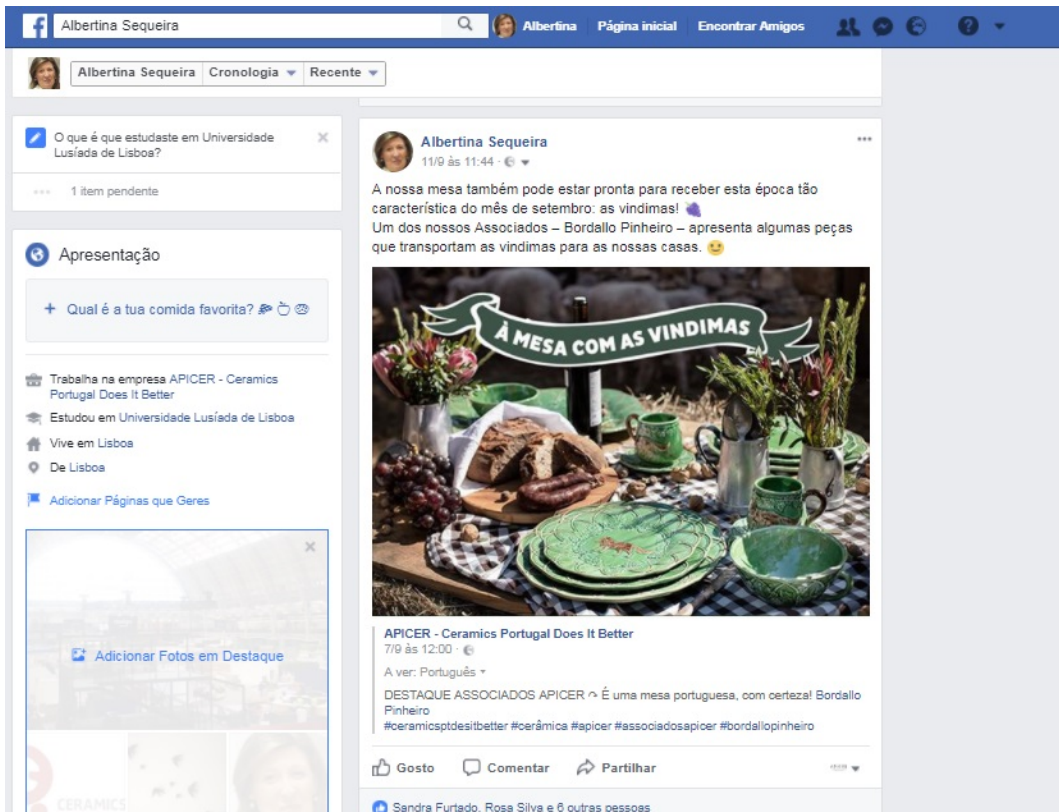 Albertina Sequeira
Albertina
Página inicial
Encontrar Amigos
Albertina Sequeira
Cronologia
Recente
O que é que estudaste em Universidade
Lusíada de Lisboa?
1 item pendente
Apresentação
+ Qual é a tua comida favorita?
Trabalha na empresa APICER - Ceramics
Portugal Does It Better
Estudou em Universidade Lusíada de Lisboa
Vive em Lisboa
De Lisboa
Adicionar Páginas que Geres
Adicionar Fotos em Destaque
CERAMICS
Albertina Sequeira
11/9 às 11:44 ·
A nossa mesa também pode estar pronta para receber esta época tão
característica do mês de setembro: as vindimas! 🍇
Um dos nossos Associados – Bordallo Pinheiro – apresenta algumas peças
que transportam as vindimas para as nossas casas. 😉
À MESA COM AS VINDIMAS
APICER - Ceramics Portugal Does It Better
7/9 às 12:00 ·
A ver: Português
DESTAQUE ASSOCIADOS APICER ↷ É uma mesa portuguesa, com certeza! Bordallo
Pinheiro
#ceramicsptdesitbetter #cerâmica #apicer #associadosapicer #bordallopinheiro
Gosto
Comentar
Partilhar
Sandra Furtado, Rosa Silva e 6 outras pessoas